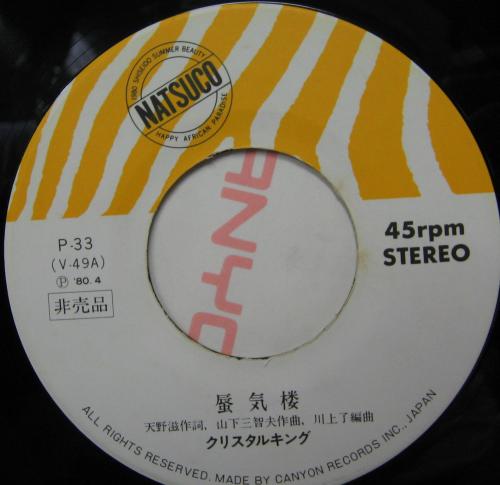 1980 SHISEIDO SUMMER BEAUTY
NATSUCO
HAPPY AFRICAN PARADISE
P-33
(V-49A)
Ⓟ '80.4
非売品
45rpm
STEREO
ANYO
蜃気楼
天野滋作詞、山下三智夫作曲、川上了編曲
クリスタルキング
ALL RIGHTS RESERVED. MADE BY CANYON RECORDS INC., JAPAN